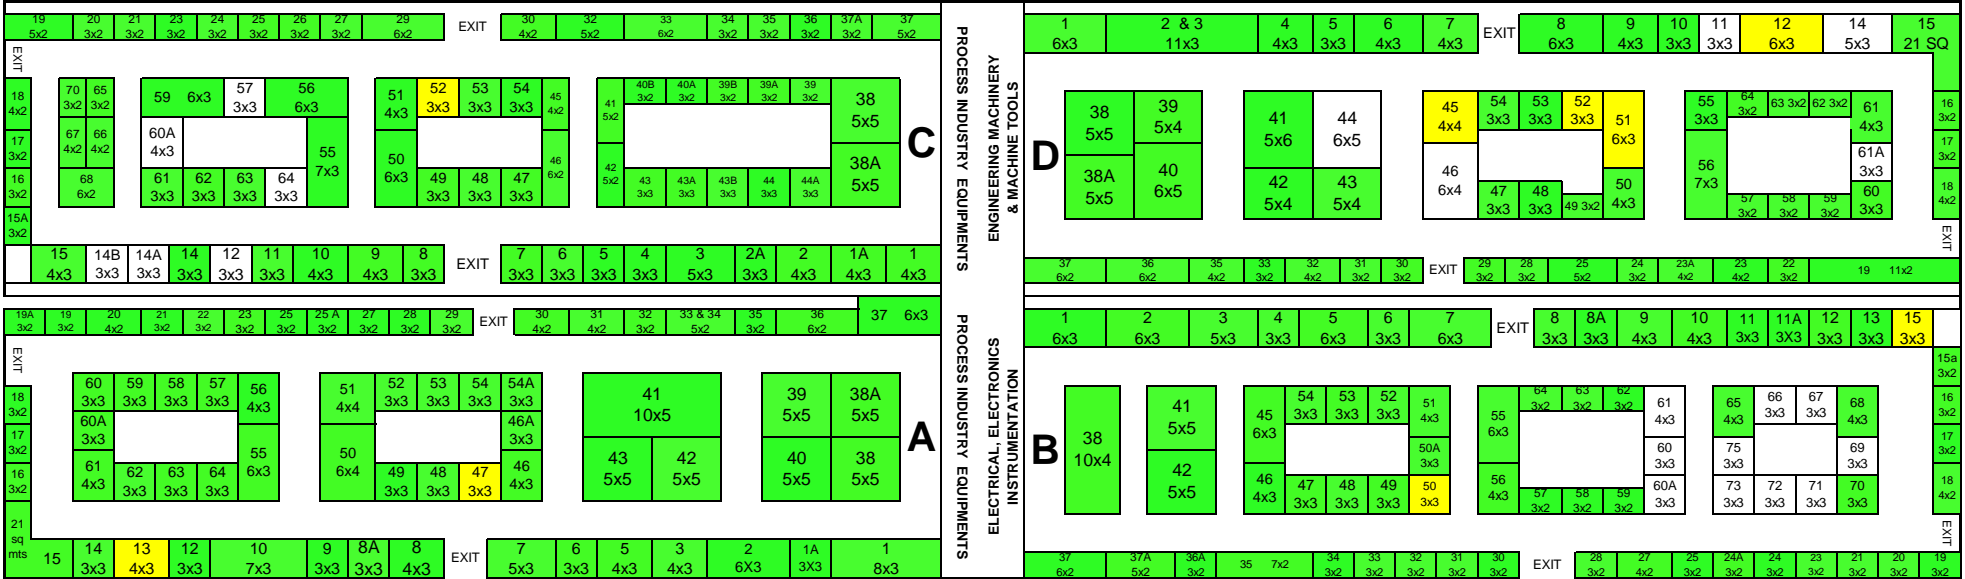 19 20 21 23 24 25 26 27 29 EXIT 30 32 33 34 35 36 37A 37
5x2 3x2 3x2 3x2 3x2 3x2 3x2 3x2 6x2 4x2 5x2 6x2 3x2 3x2 3x2 3x2 5x2
EXIT
18
4x2
17
3x2
16
3x2
15A
3x2
70 65
3x2 3x2
67 66
4x2 4x2
68
6x2
59 6x3 57 56
3x3 6x3
60A
4x3
55
7x3
61 62 63 64
3x3 3x3 3x3 3x3
51 52 53 54 45
4x3 3x3 3x3 3x3 4x2
50 46
6x3 6x2
49 48 47
3x3 3x3 3x3
41 40B 40A 39B 39A 39 38
5x2 3x2 3x2 3x2 3x2 3x2 5x5
42 43 43A 43B 44 44A 38A
5x2 3x3 3x3 3x3 3x3 3x3 5x5
C
15 14B 14A 14 12 11 10 9 8 EXIT 7 6 5 4 3 2A 2 1A 1
4x3 3x3 3x3 3x3 3x3 3x3 4x3 4x3 3x3 3x3 3x3 3x3 3x3 5x3 3x3 4x3 4x3 4x3
PROCESS INDUSTRY EQUIPMENTS
ENGINEERING MACHINERY
& MACHINE TOOLS
1 2 & 3 4 5 6 7 EXIT 8 9 10 11 12 14 15
6x3 11x3 4x3 3x3 4x3 4x3 6x3 4x3 3x3 3x3 6x3 5x3 21 SQ
D
38 39
5x5 5x4
38A 40
5x5 6x5
41 44
5x6 6x5
42 43
5x4 5x4
45 54 53 52 51
4x4 3x3 3x3 3x3 6x3
46 50
6x4 4x3
47 48 49 3x2
3x3 3x3
55 64 63 3x2 62 3x2 61
3x3 3x2 4x3
56 61A
7x3 3x3
57 58 59 60
3x2 3x2 3x2 3x3
16
3x2
17
3x2
18
4x2
EXIT
37 36 35 33 32 31 30 EXIT 29 28 25 24 23A 23 22 19 11x2
6x2 6x2 4x2 3x2 4x2 3x2 3x2 3x2 3x2 5x2 3x2 4x2 4x2 3x2
19A 19 20 21 22 23 25 25 A 27 28 29 EXIT 30 31 32 33 & 34 35 36 37 6x3
3x2 3x2 4x2 3x2 3x2 3x2 3x2 3x2 3x2 3x2 3x2 4x2 4x2 3x2 5x2 3x2 6x2
EXIT
18
3x2
17
3x2
16
3x2
21
sq
mts
60 59 58 57 56
3x3 3x3 3x3 3x3 4x3
60A
3x3
61 55
4x3 6x3
62 63 64
3x3 3x3 3x3
51 52 53 54 54A
4x4 3x3 3x3 3x3 3x3
46A
3x3
50 46
6x4 4x3
49 48 47
3x3 3x3 3x3
41
10x5
43 42
5x5 5x5
39 38A
5x5 5x5
40 38
5x5 5x5
A
15 14 13 12 10 9 8A 8 EXIT 7 6 5 4 3 2 1A 1
3x3 4x3 3x3 7x3 3x3 3x3 4x3 5x3 3x3 4x3 4x3 6X3 3X3 8x3
PROCESS INDUSTRY EQUIPMENTS
ELECTRICAL, ELECTRONICS
INSTRUMENTATION
1 2 3 4 5 6 7 EXIT 8 8A 9 10 11 11A 12 13 15
6x3 6x3 5x3 3x3 6x3 3x3 6x3 3x3 3x3 4x3 4x3 3x3 3X3 3x3 3x3 3x3
B
38
10x4
41
5x5
42
5x5
45 54 53 52 51
6x3 3x3 3x3 3x3 4x3
50A
3x3
46 47 48 49 50
4x3 3x3 3x3 3x3 3x3
55 64 63 62 61
6x3 3x2 3x2 3x2 4x3
60
3x3
56 57 58 59 60A
4x3 3x2 3x2 3x2 3x3
65 66 67 68
4x3 3x3 3x3 4x3
75 69
3x3 3x3
73 72 71 70
3x3 3x3 3x3 3x3
15a
3x2
16
3x2
17
3x2
18
4x2
EXIT
37 37A 36A 35 7x2 34 33 32 31 30 EXIT 28 27 25 24A 24 23 21 20 19
6x2 5x2 3x2 3x2 3x2 3x2 3x2 3x2 3x2 4x2 3x2 3x2 3x2 3x2 3x2 3x2 3x2